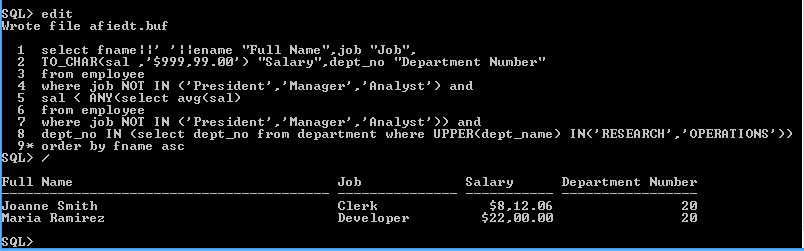 SQL> edit
Wrote file afiedt.buf
1 select fname||' '||ename "Full Name",job "Job",
2 TO_CHAR(sal ,'$999,99.00') "Salary",dept_no "Department Number"
3 from employee
4 where job NOT IN ('President','Manager','Analyst') and
5 sal < ANY(select avg(sal)
6 from employee
7 where job NOT IN ('President','Manager','Analyst')) and
8 dept_no IN (select dept_no from department where UPPER(dept_name) IN('RESEARCH','OPERATIONS'))
9* order by fname asc
SQL> /
Full Name Job Salary Department Number
Joanne Smith Clerk $8,12.06 20
Maria Ramirez Developer $22,00.00 20
SQL>